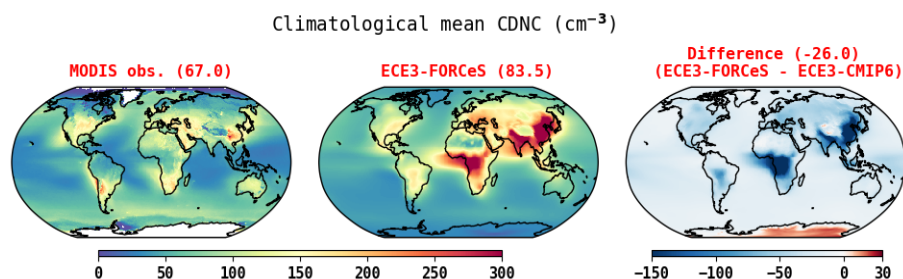 Climatological mean CDNC (cm⁻³)
Difference (-26.0)
MODIS obs. (67.0) ECE3-FORCeS (83.5) (ECE3-FORCeS - ECE3-CMIP6)
0 50 100 150 200 250 300 −150 −100 −50 0 30